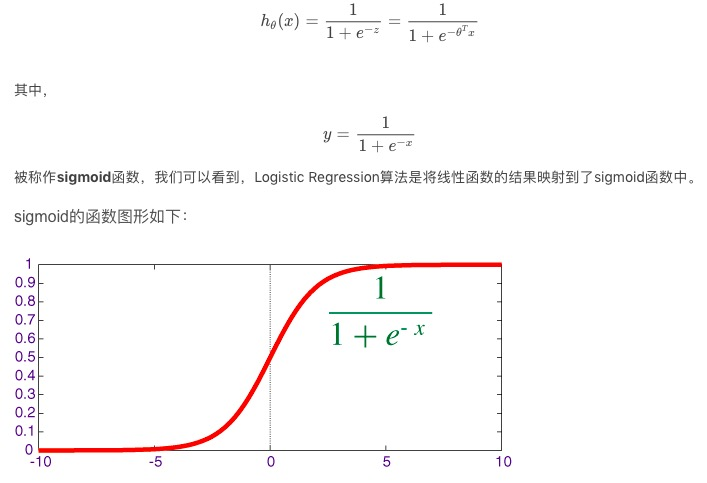 hθ(x) = 1 / (1 + e^{-z}) = 1 / (1 + e^{-θ^T x})
其中，
y = 1 / (1 + e^{-x})
被称作sigmoid函数，我们可以看到，Logistic Regression算法是将线性函数的结果映射到了sigmoid函数中。
sigmoid的函数图形如下：
1
0.9
0.8
0.7
0.6
0.5
0.4
0.3
0.2
0.1
0
1 / (1 + e^{- x})
-10 -5 0 5 10